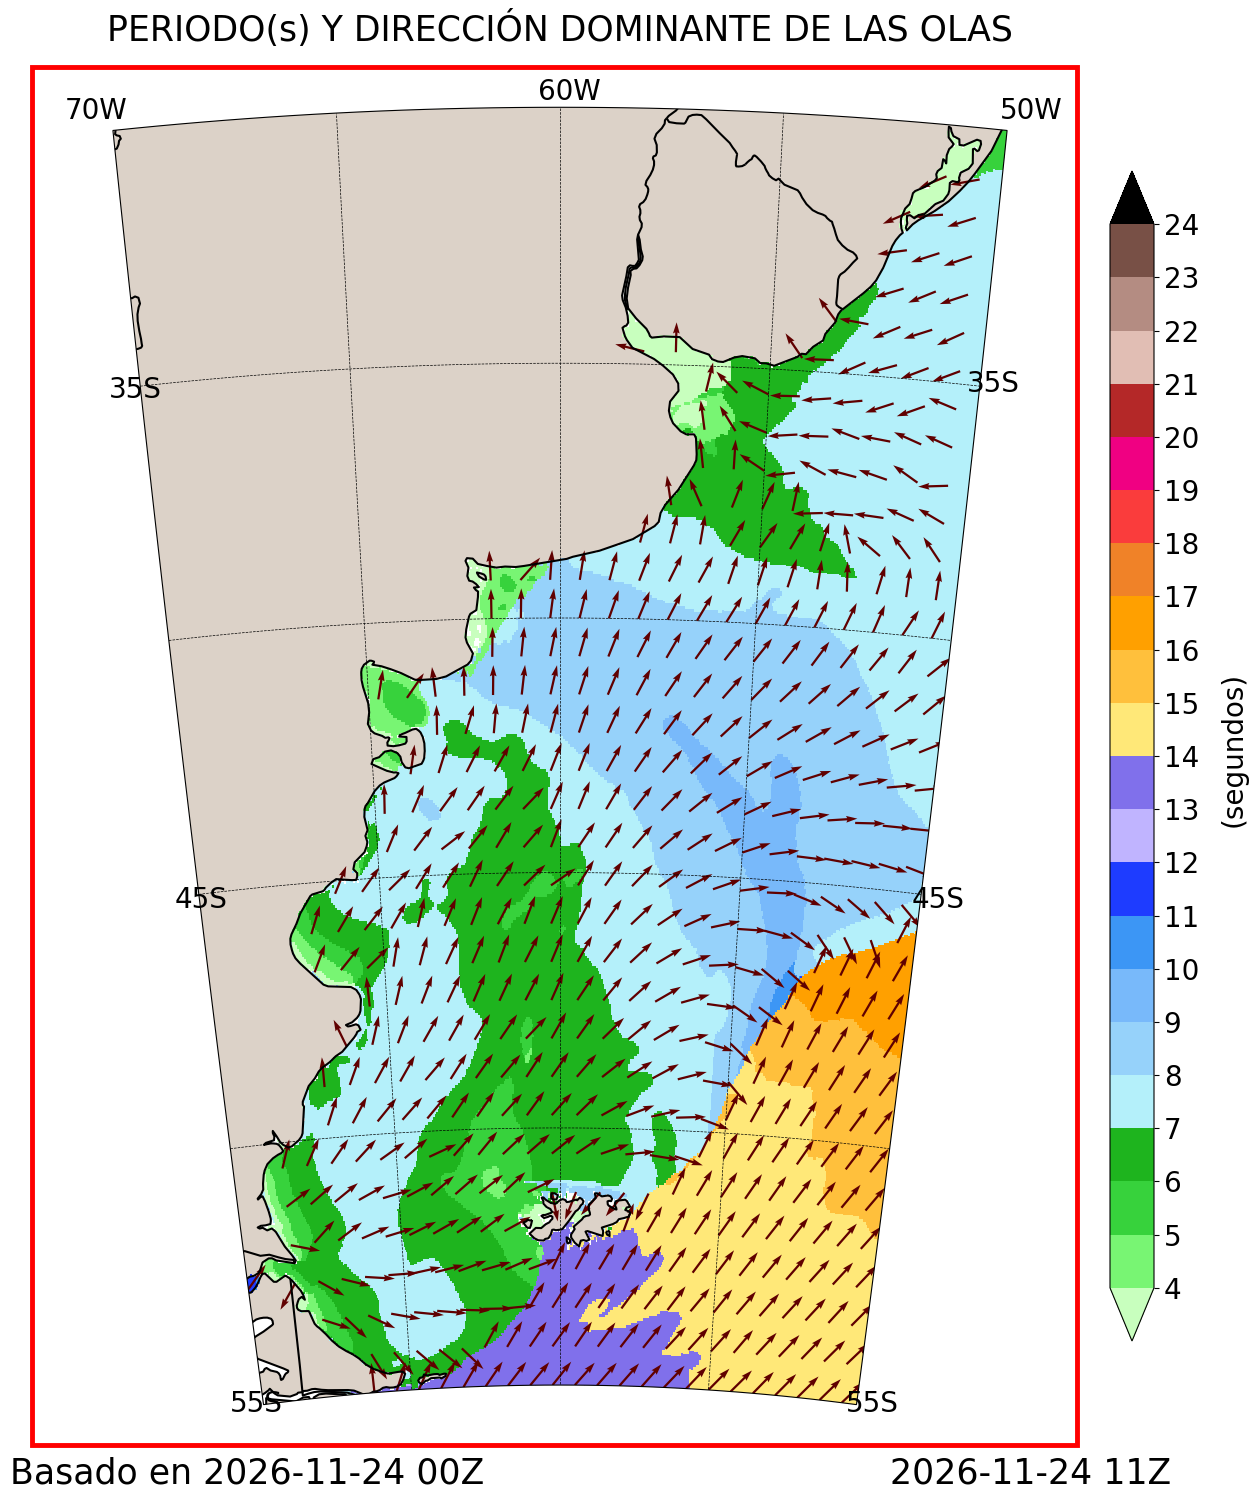 PERIODO(s) Y DIRECCIÓN DOMINANTE DE LAS OLAS
70W
60W
50W
35S
35S
45S
45S
55S
55S
24
23
22
21
20
19
18
17
16
15
14
13
12
11
10
9
8
7
6
5
4
(segundos)
Basado en 2026-11-24 00Z
2026-11-24 11Z